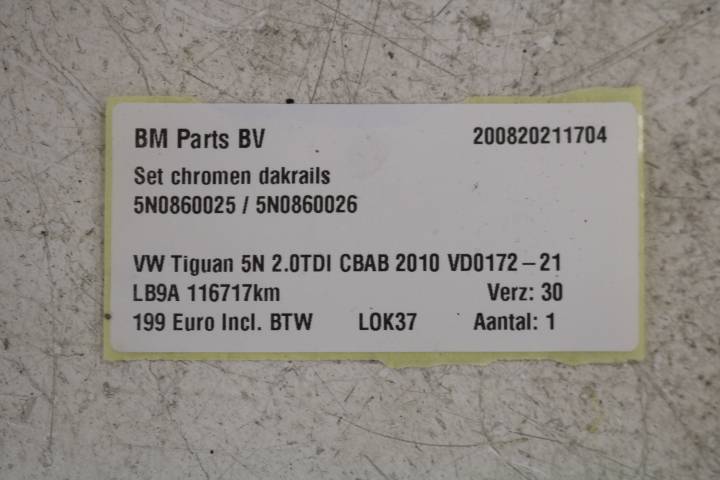 BM Parts BV 200820211704
Set chromen dakrails
5N0860025 / 5N0860026
VW Tiguan 5N 2.0TDI CBAB 2010 VD0172-21
LB9A 116717km Verz: 30
199 Euro Incl. BTW LOK37 Aantal: 1